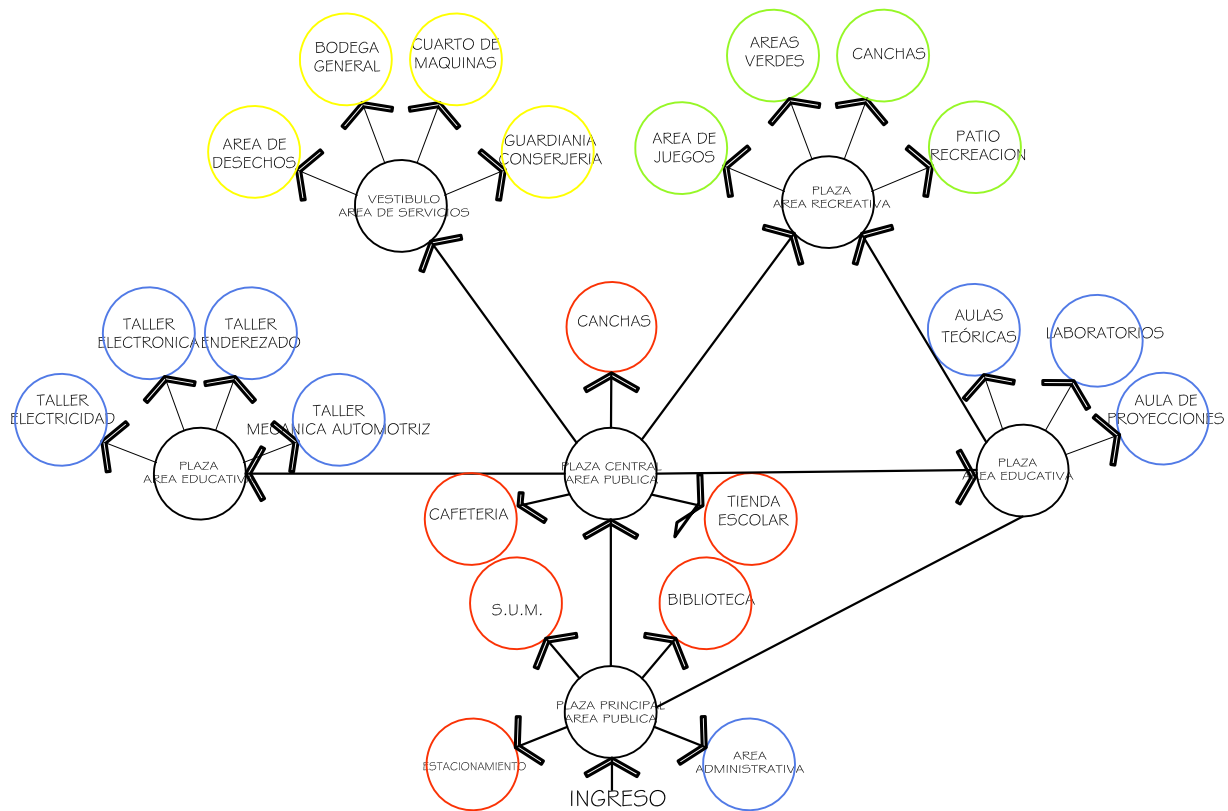 BODEGA
GENERAL
CUARTO DE
MAQUINAS
AREAS
VERDES
CANCHAS
AREA DE
DESECHOS
GUARDIANIA
CONSERJERIA
AREA DE
JUEGOS
PATIO
RECREACION
VESTIBULO
AREA DE SERVICIOS
PLAZA
AREA RECREATIVA
TALLER
ELECTRONICA
TALLER
ENDEREZADO
CANCHAS
AULAS
TEÓRICAS
LABORATORIOS
TALLER
ELECTRICIDAD
TALLER
MECANICA AUTOMOTRIZ
AULA DE
PROYECCIONES
PLAZA
AREA EDUCATIVA
PLAZA CENTRAL
AREA PUBLICA
PLAZA
AREA EDUCATIVA
CAFETERIA
TIENDA
ESCOLAR
S.U.M.
BIBLIOTECA
PLAZA PRINCIPAL
AREA PUBLICA
ESTACIONAMIENTO
AREA
ADMINISTRATIVA
INGRESO